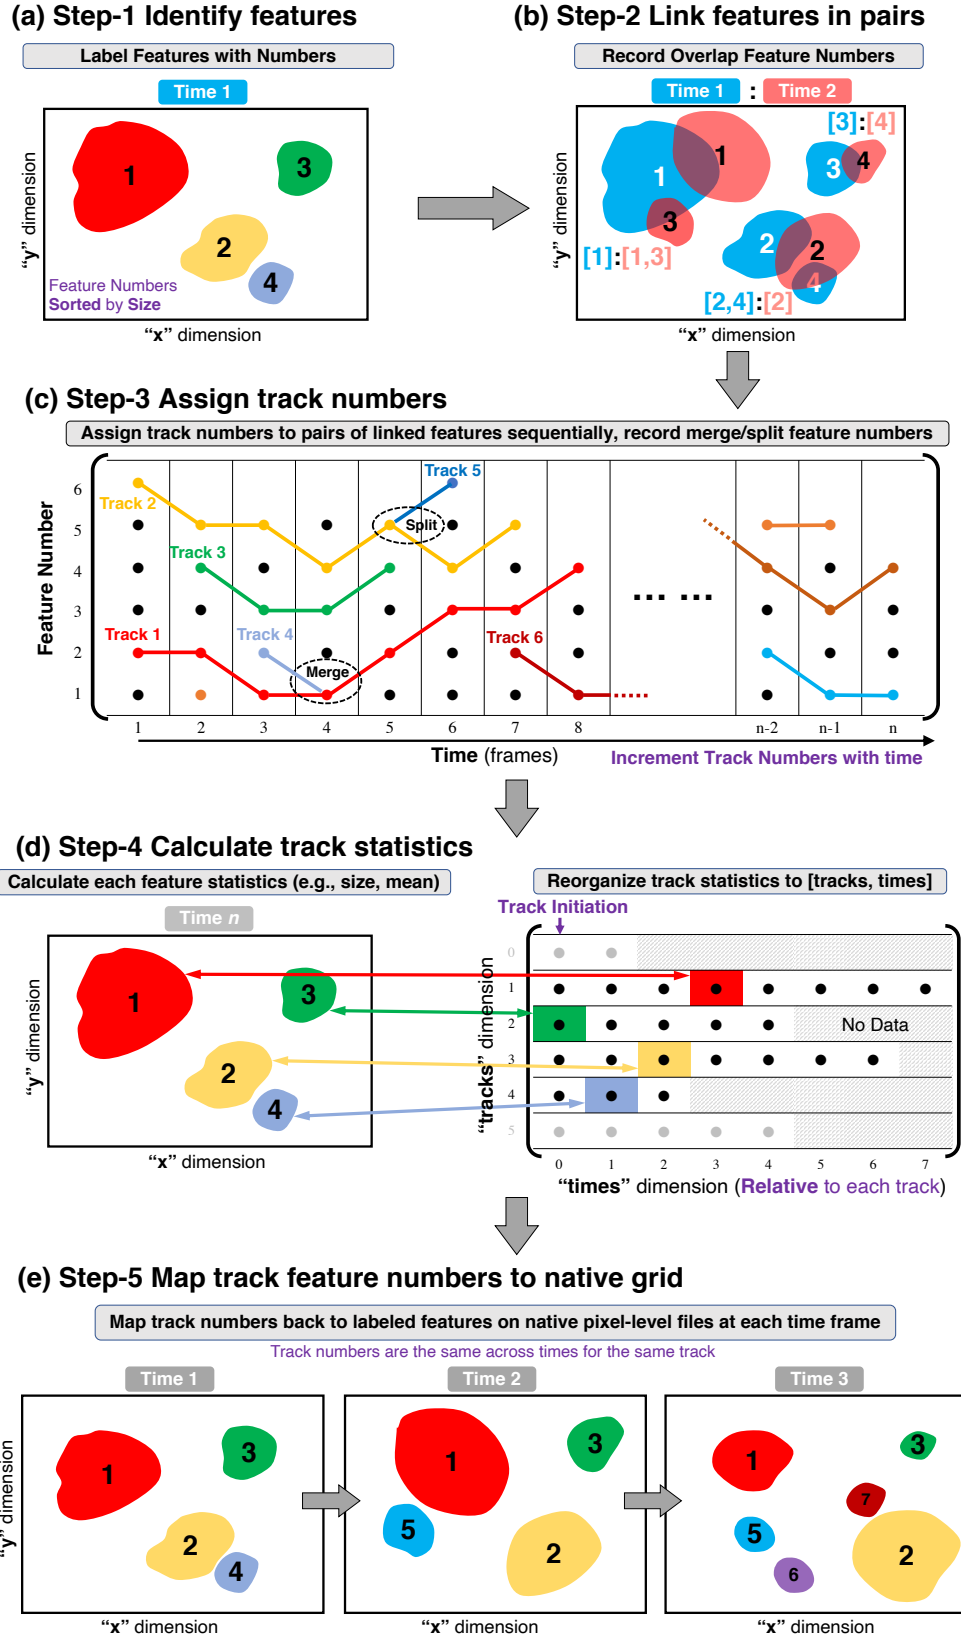 (a) Step-1 Identify features
Label Features with Numbers
Time 1
1
3
2
4
Feature Numbers
Sorted by Size
"y" dimension
"x" dimension
(b) Step-2 Link features in pairs
Record Overlap Feature Numbers
Time 1 : Time 2
[3]:[4]
1
1
3
4
3
[1]:[1,3]
2
2
4
[2,4]:[2]
"y" dimension
"x" dimension
(c) Step-3 Assign track numbers
Assign track numbers to pairs of linked features sequentially, record merge/split feature numbers
Feature Number
6
5
4
3
2
1
Track 5
Track 2
Split
Track 3
Track 1
Track 4
Track 6
Merge
... ...
1 2 3 4 5 6 7 8 n-2 n-1 n
Time (frames)
Increment Track Numbers with time
(d) Step-4 Calculate track statistics
Calculate each feature statistics (e.g., size, mean)
Time n
1
3
2
4
"y" dimension
"x" dimension
Reorganize track statistics to [tracks, times]
Track Initiation
"tracks" dimension
0
1
2
No Data
3
4
5
0 1 2 3 4 5 6 7
"times" dimension (Relative to each track)
(e) Step-5 Map track feature numbers to native grid
Map track numbers back to labeled features on native pixel-level files at each time frame
Track numbers are the same across times for the same track
Time 1
1
3
2
4
"y" dimension
"x" dimension
Time 2
1
3
5
2
"x" dimension
Time 3
1
3
7
5
2
6
"x" dimension